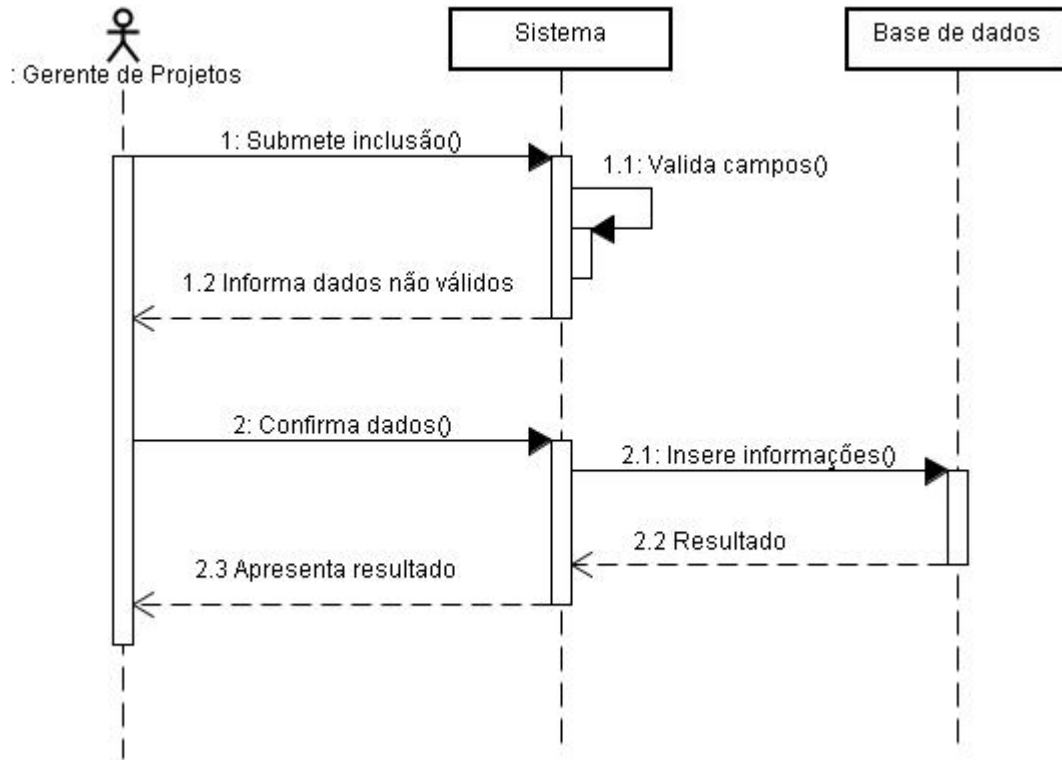 Sistema
Base de dados
: Gerente de Projetos
1: Submete inclusão()
1.1: Valida campos()
1.2 Informa dados não válidos
2: Confirma dados()
2.1: Insere informações()
2.2 Resultado
2.3 Apresenta resultado